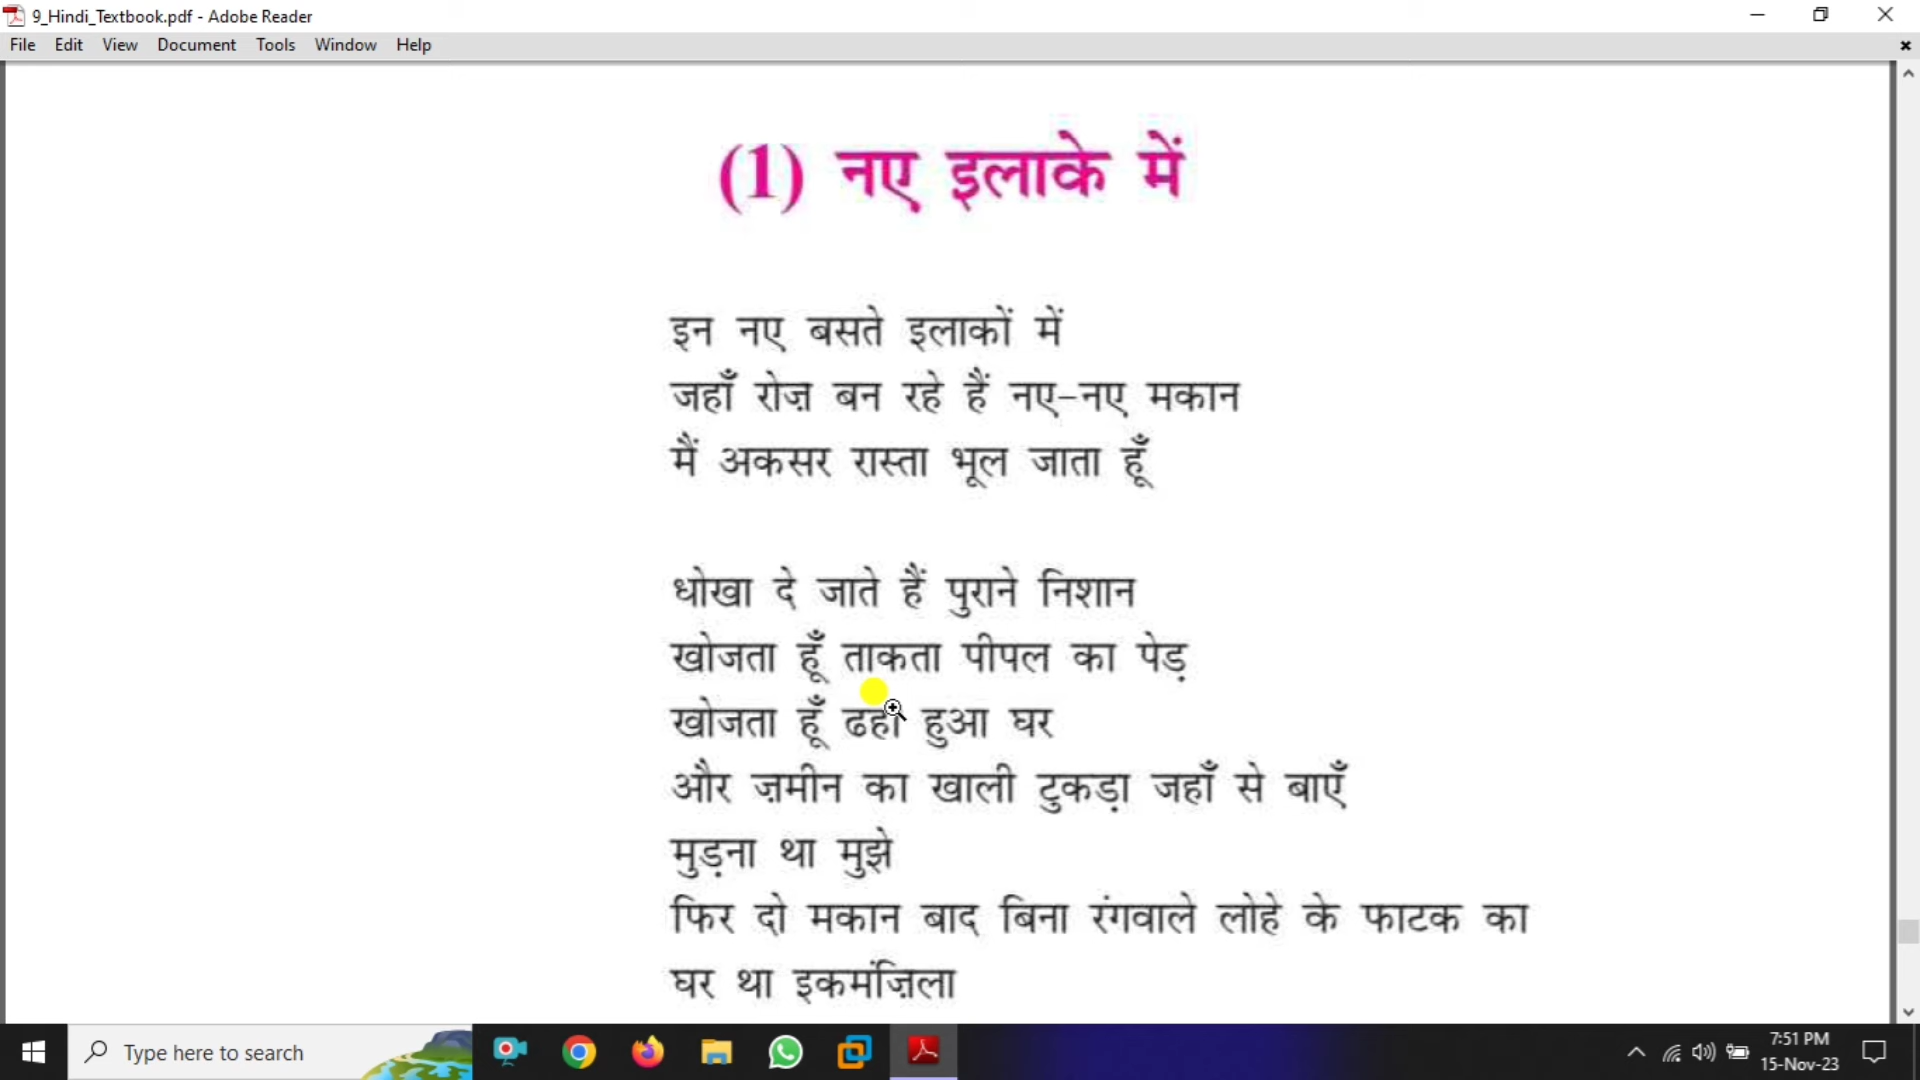 9_Hindi_Textbook.pdf - Adobe Reader
File Edit View Document Tools Window Help
(1) नए इलाके में
इन नए बसते इलाकों में
जहाँ रोज़ बन रहे हैं नए-नए मकान
मैं अकसर रास्ता भूल जाता हूँ
धोखा दे जाते हैं पुराने निशान
खोजता हूँ ताकता पीपल का पेड़
खोजता हूँ ढहा हुआ घर
और ज़मीन का खाली टुकड़ा जहाँ से बाएँ
मुड़ना था मुझे
फिर दो मकान बाद बिना रंगवाले लोहे के फाटक का
घर था इकमंज़िला
Type here to search
7:51 PM
15-Nov-23